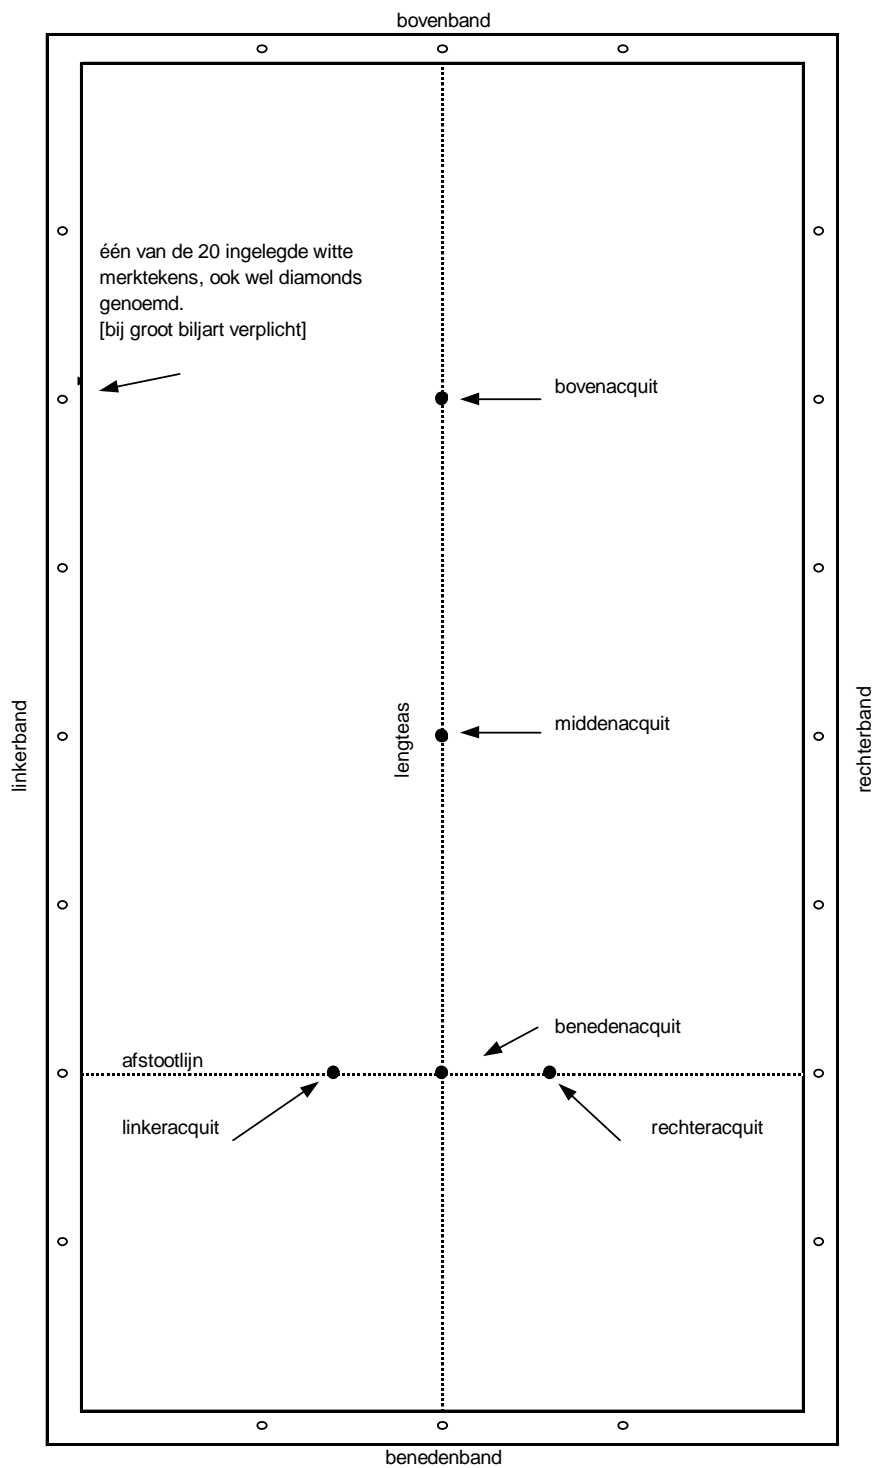 bovenband
één van de 20 ingelegde witte
merktekens, ook wel diamonds
genoemd.
[bij groot biljart verplicht]
bovenacquit
linkerband
lengteas
middenacquit
rechterband
benedenacquit
afstootlijn
linkeracquit
rechteracquit
benedenband